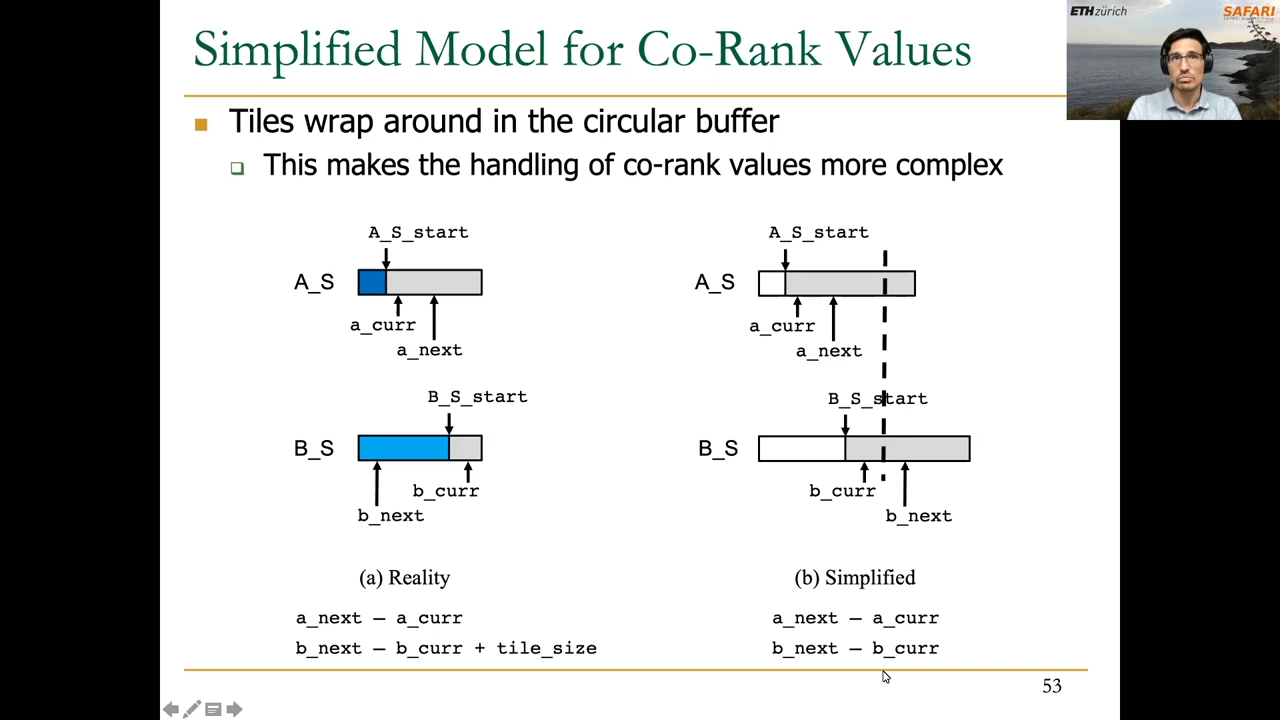 Simplified Model for Co-Rank Values
ETHzürich
SAFARI
Tiles wrap around in the circular buffer
This makes the handling of co-rank values more complex
A_S_start
A_S
a_curr
a_next
B_S_start
B_S
b_curr
b_next
(a) Reality
a_next – a_curr
b_next – b_curr + tile_size
A_S_start
A_S
a_curr
a_next
B_S_start
B_S
b_curr
b_next
(b) Simplified
a_next – a_curr
b_next – b_curr
53